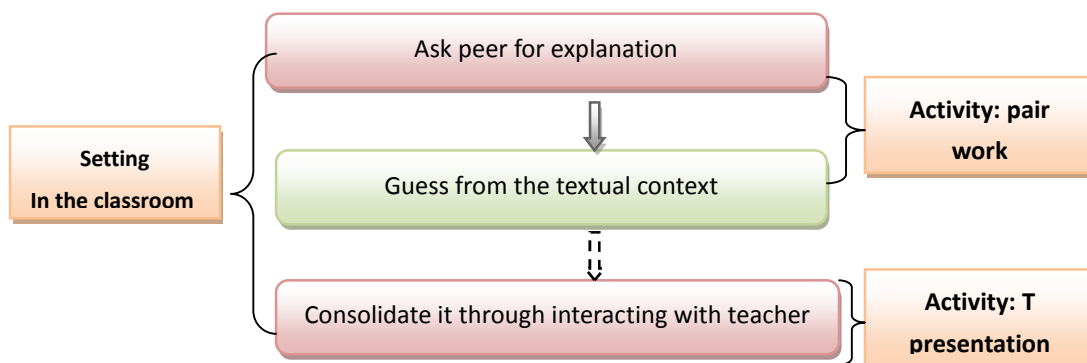 Ask peer for explanation
Activity: pair
work
Setting
In the classroom
Guess from the textual context
Consolidate it through interacting with teacher
Activity: T
presentation